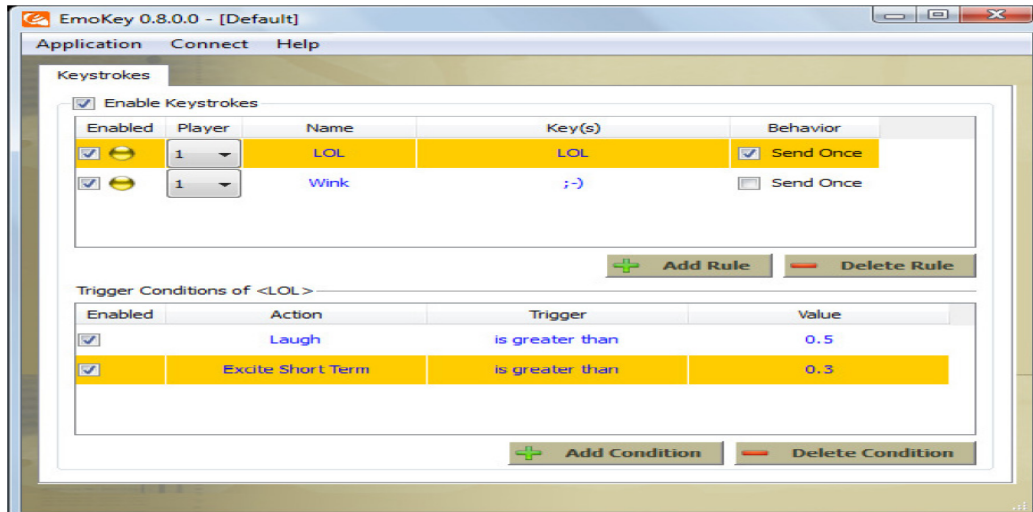 EmoKey 0.8.0.0 - [Default]
Application Connect Help
Keystrokes
Enable Keystrokes
Enabled Player Name Key(s) Behavior
1 LOL LOL Send Once
1 Wink ;-) Send Once
Add Rule Delete Rule
Trigger Conditions of <LOL>
Enabled Action Trigger Value
Laugh is greater than 0.5
Excite Short Term is greater than 0.3
Add Condition Delete Condition